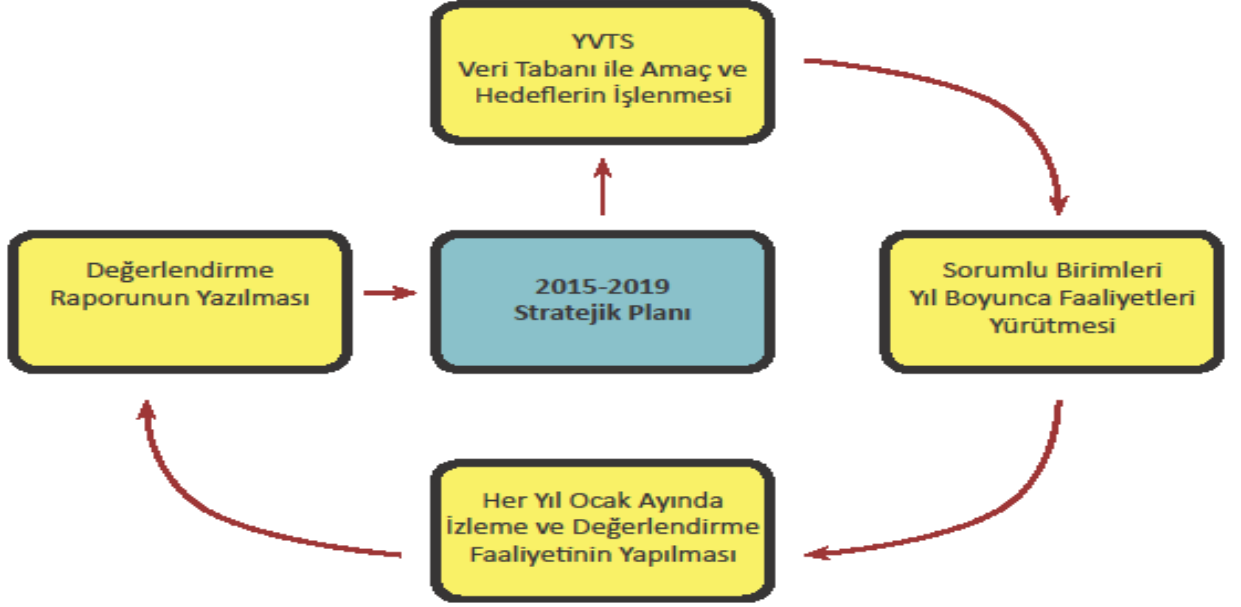 YVTS
Veri Tabanı ile Amaç ve
Hedeflerin İşlenmesi
Değerlendirme
Raporunun Yazılması
2015-2019
Stratejik Planı
Sorumlu Birimleri
Yıl Boyunca Faaliyetleri
Yürütmesi
Her Yıl Ocak Ayında
İzleme ve Değerlendirme
Faaliyetinin Yapılması